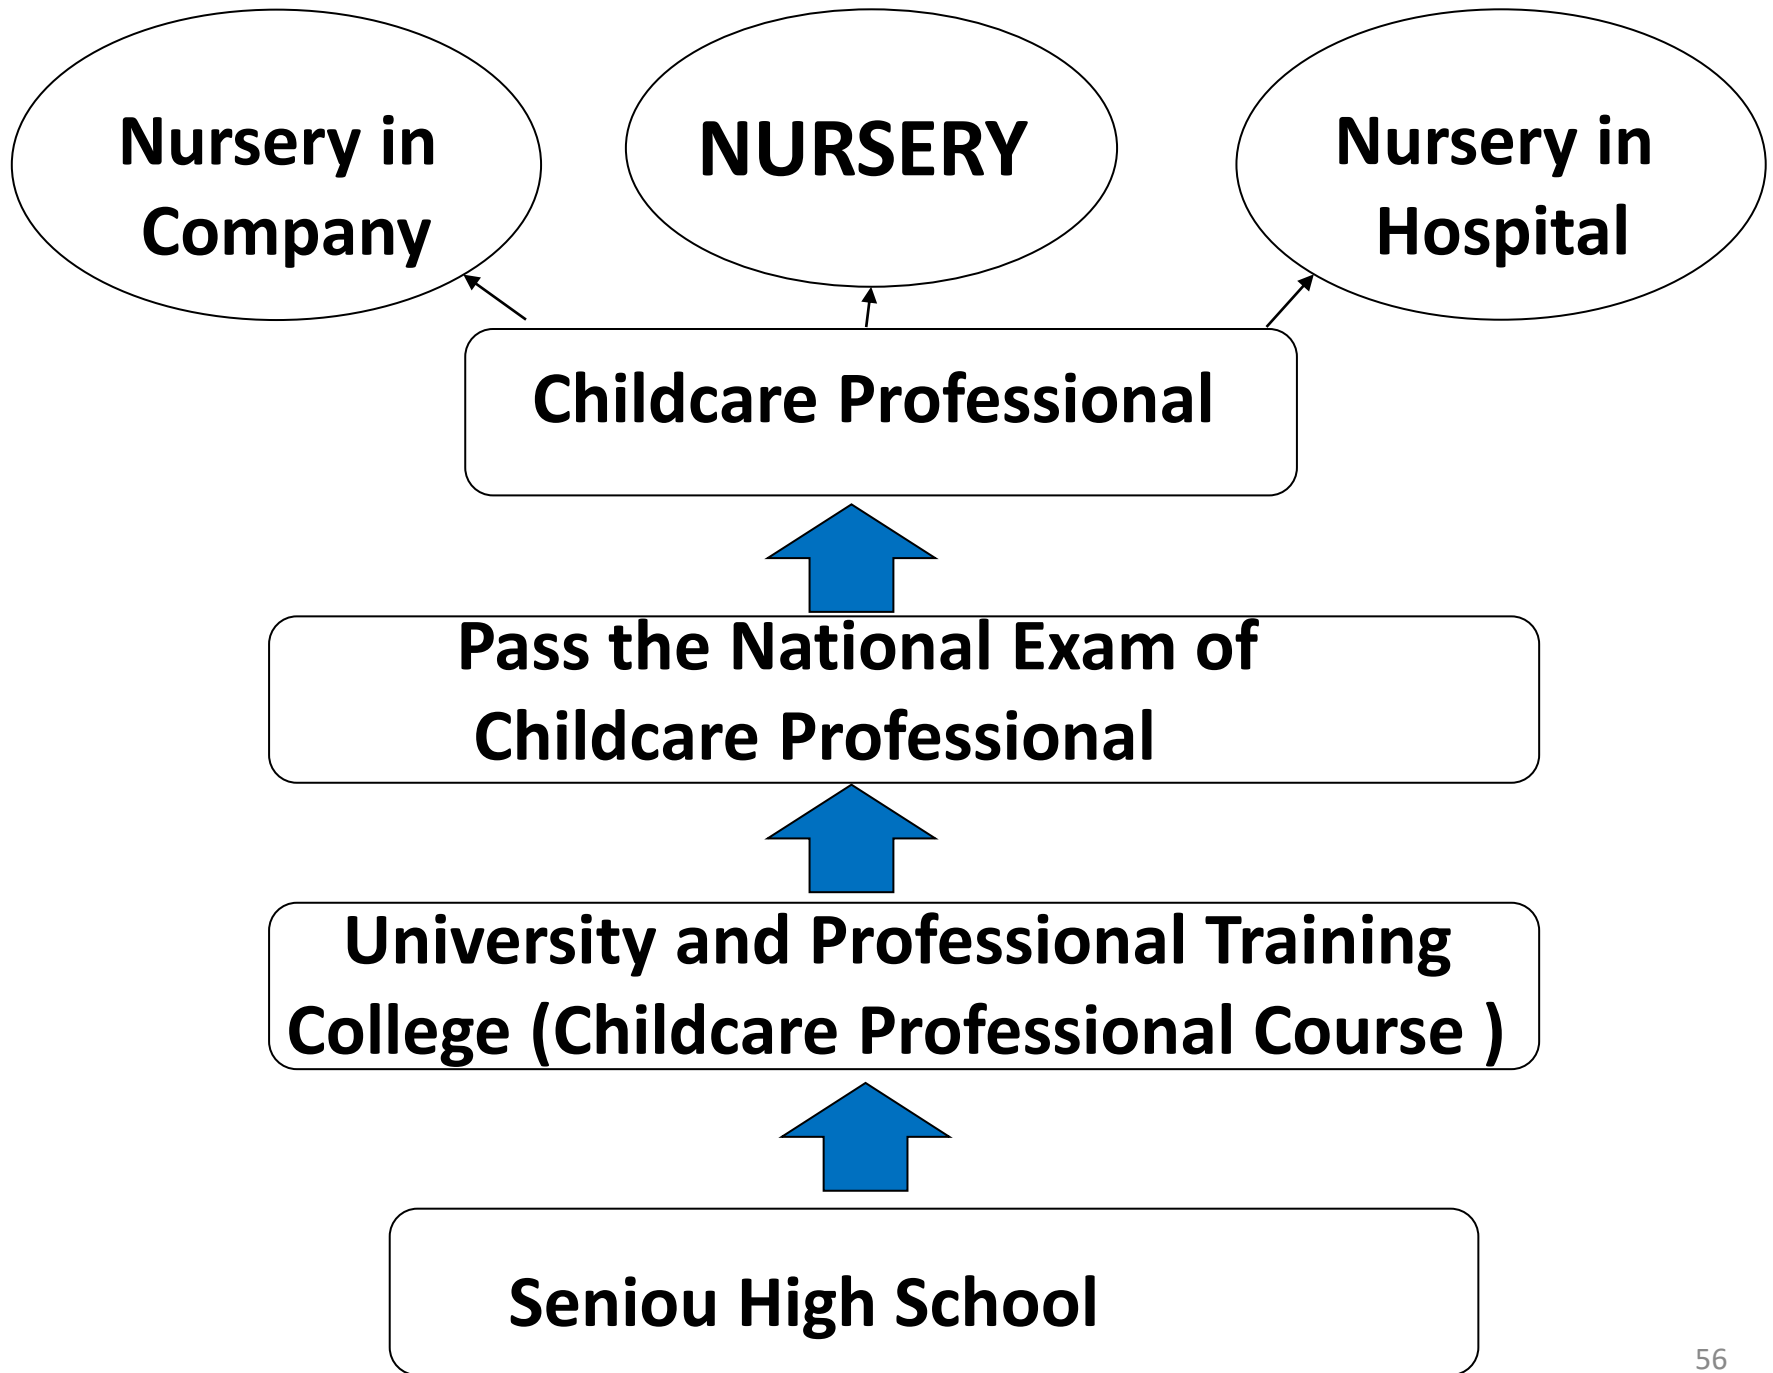 Nursery in
Company
NURSERY
Nursery in
Hospital
Childcare Professional
Pass the National Exam of
Childcare Professional
University and Professional Training
College (Childcare Professional Course )
Seniou High School
56